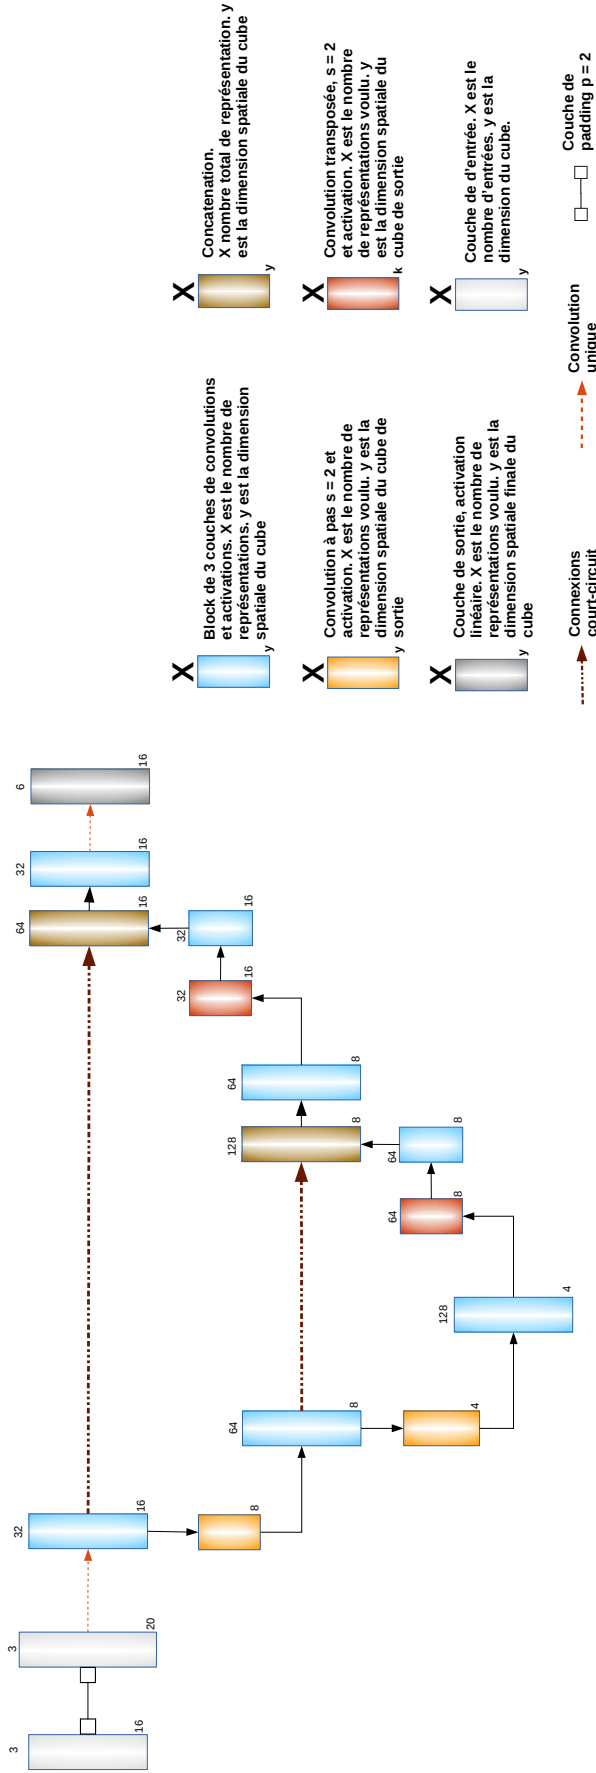 3
3
32
64
32
6
16
20
16
16
16
16
32
32
8
16
16
64
128
64
8
8
8
64
64
128
8
8
4
4
X
y
Block de 3 couches de convolutions
et activations. X est le nombre de
représentations. y est la dimension
spatiale du cube
X
y
Concatenation.
X nombre total de représentation. y
est la dimension spatiale du cube
X
y
Convolution à pas s = 2 et
activation. X est le nombre de
représentations voulu. y est la
dimension spatiale du cube de
sortie
X
k
Convolution transposée, s = 2
et activation. X est le nombre
de représentations voulu. y
est la dimension spatiale du
cube de sortie
X
y
Couche de sortie, activation
linéaire. X est le nombre de
représentations voulu. y est la
dimension spatiale finale du
cube
X
y
Couche de d'entrée. X est le
nombre d'entrées. y est la
dimension du cube.
Connexions
court-circuit
Convolution
unique
Couche de
padding p = 2